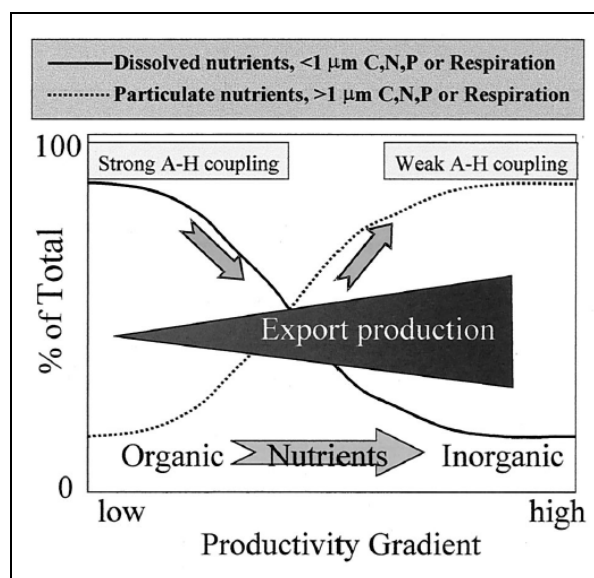 Dissolved nutrients, <1 μm C,N,P or Respiration
Particulate nutrients, >1 μm C,N,P or Respiration
100
Strong A-H coupling
Weak A-H coupling
% of Total
Export production
Organic Nutrients Inorganic
0
low
high
Productivity Gradient